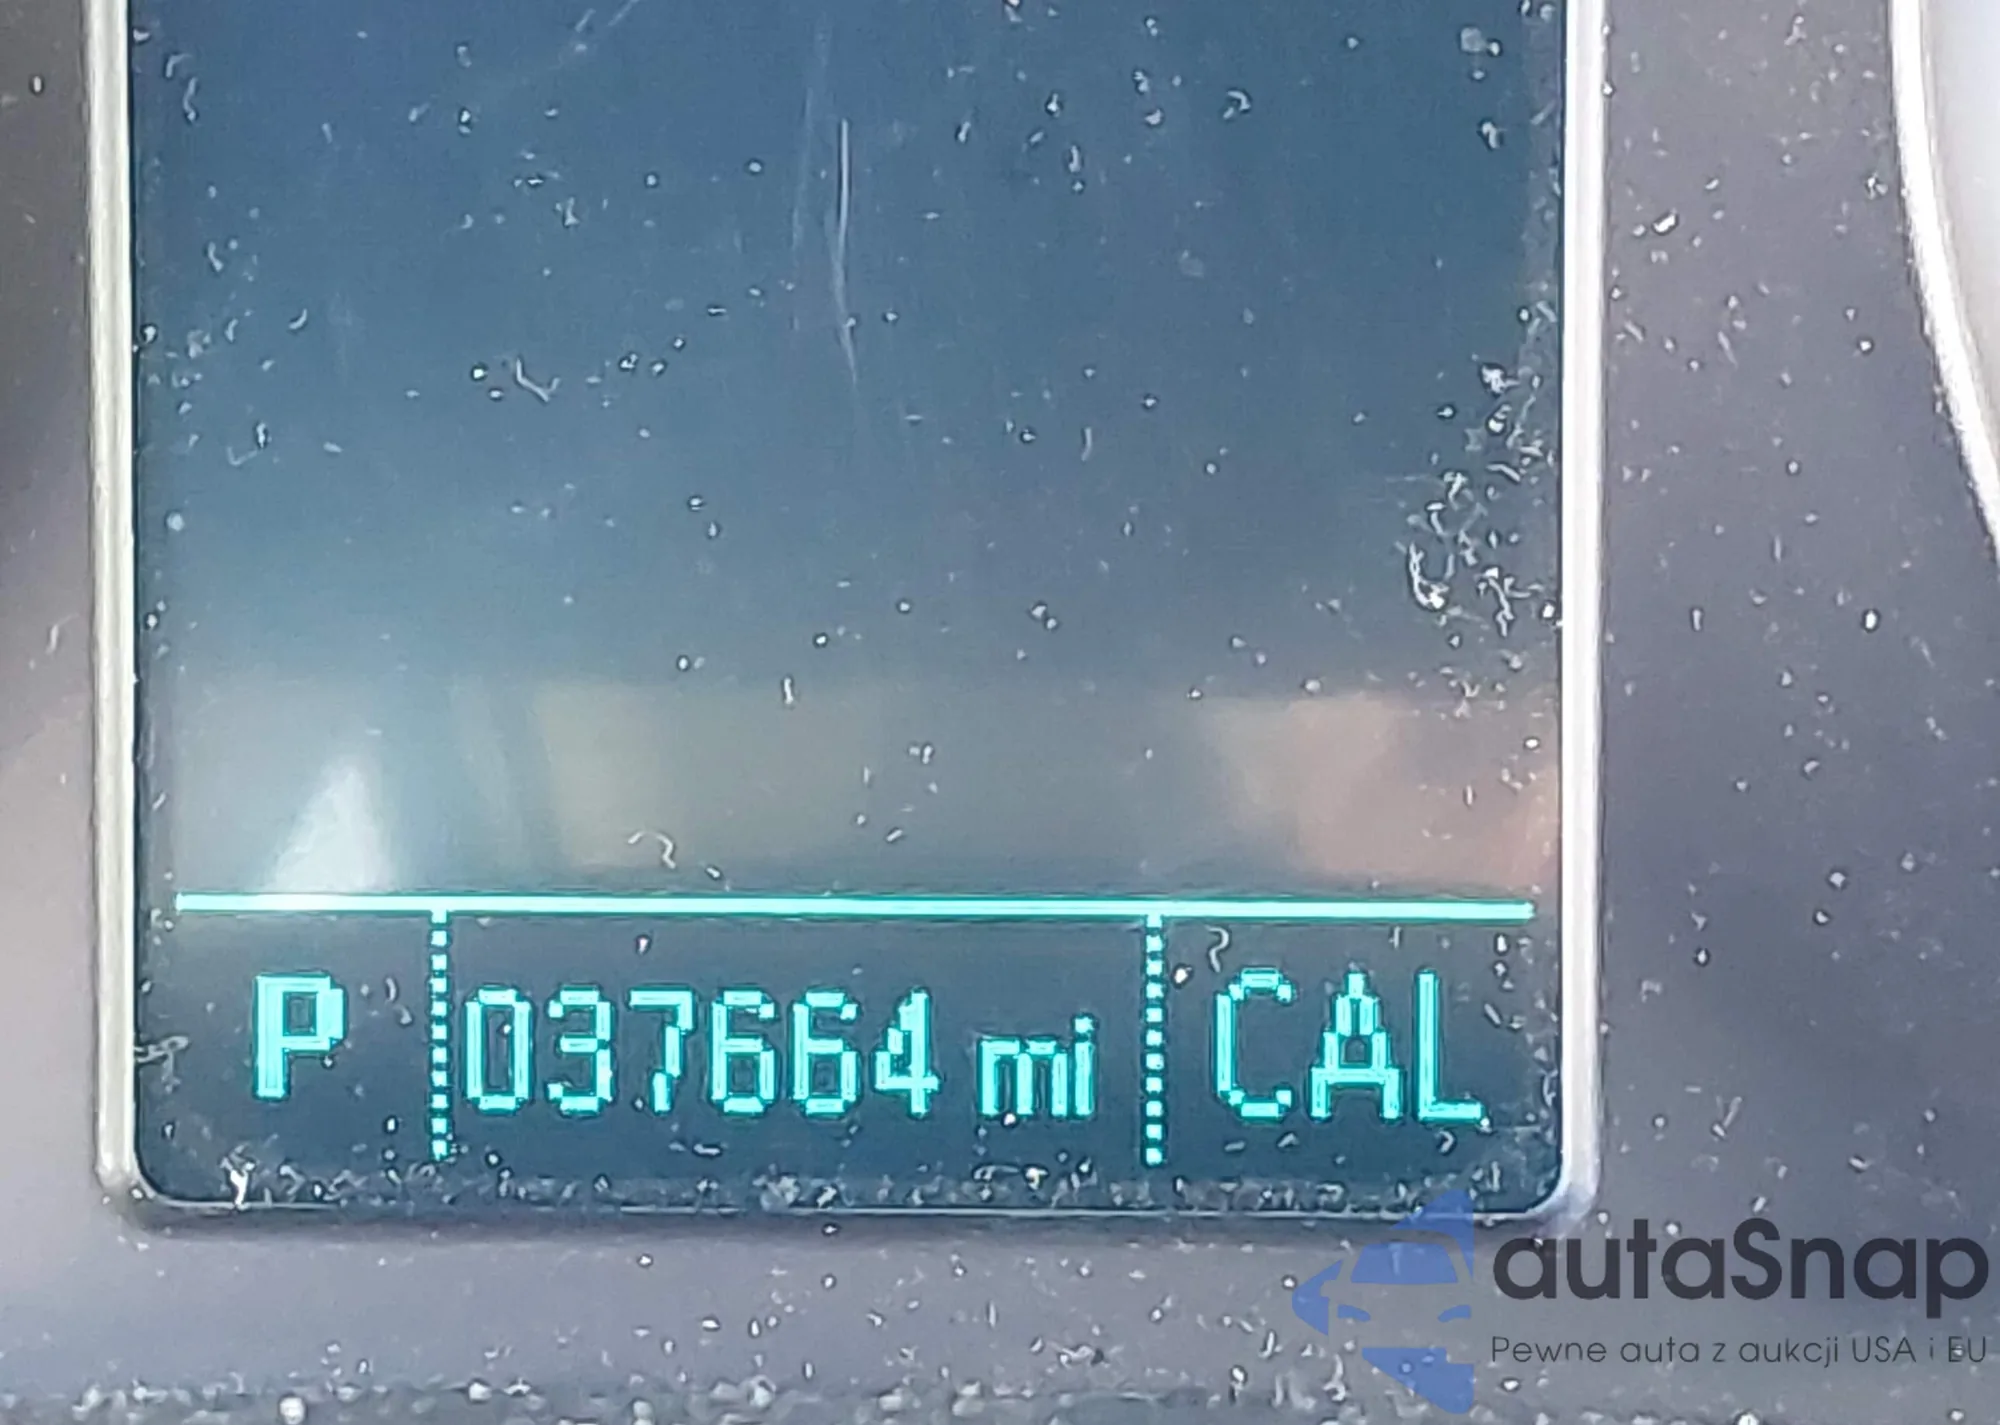 P 037664 mi CAL
autaSnap
Pewne auta z aukcji USA i EU